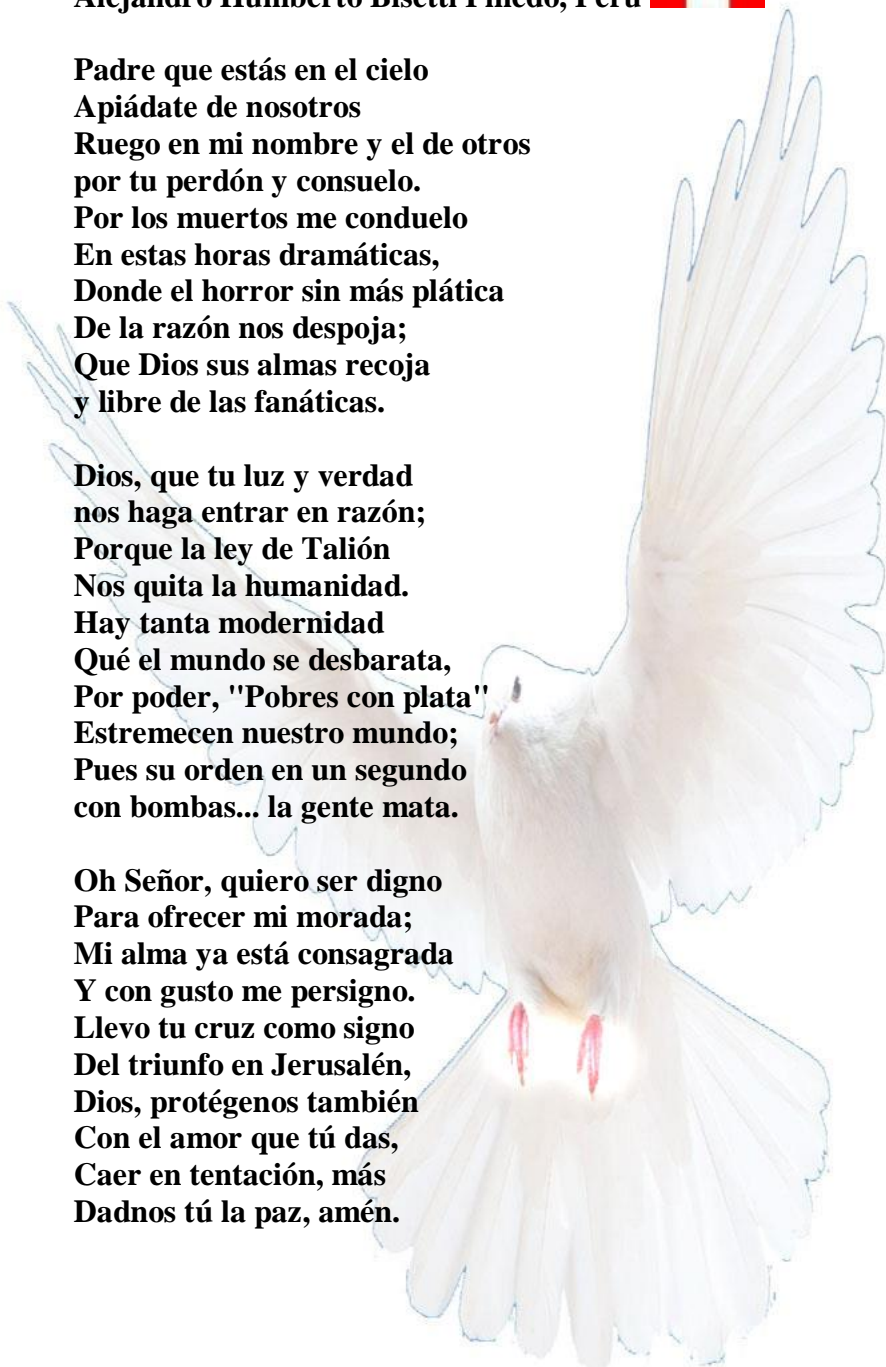 Alejandro Humberto Bisetti Pinedo, Perú
Padre que estás en el cielo
Apiádate de nosotros
Ruego en mi nombre y el de otros
por tu perdón y consuelo.
Por los muertos me conduelo
En estas horas dramáticas,
Donde el horror sin más plática
De la razón nos despoja;
Que Dios sus almas recoja
y libre de las fanáticas.
Dios, que tu luz y verdad
nos haga entrar en razón;
Porque la ley de Talión
Nos quita la humanidad.
Hay tanta modernidad
Qué el mundo se desbarata,
Por poder, "Pobres con plata"
Estremecen nuestro mundo;
Pues su orden en un segundo
con bombas... la gente mata.
Oh Señor, quiero ser digno
Para ofrecer mi morada;
Mi alma ya está consagrada
Y con gusto me persigno.
Llevo tu cruz como signo
Del triunfo en Jerusalén,
Dios, protégenos también
Con el amor que tú das,
Caer en tentación, más
Dadnos tú la paz, amén.